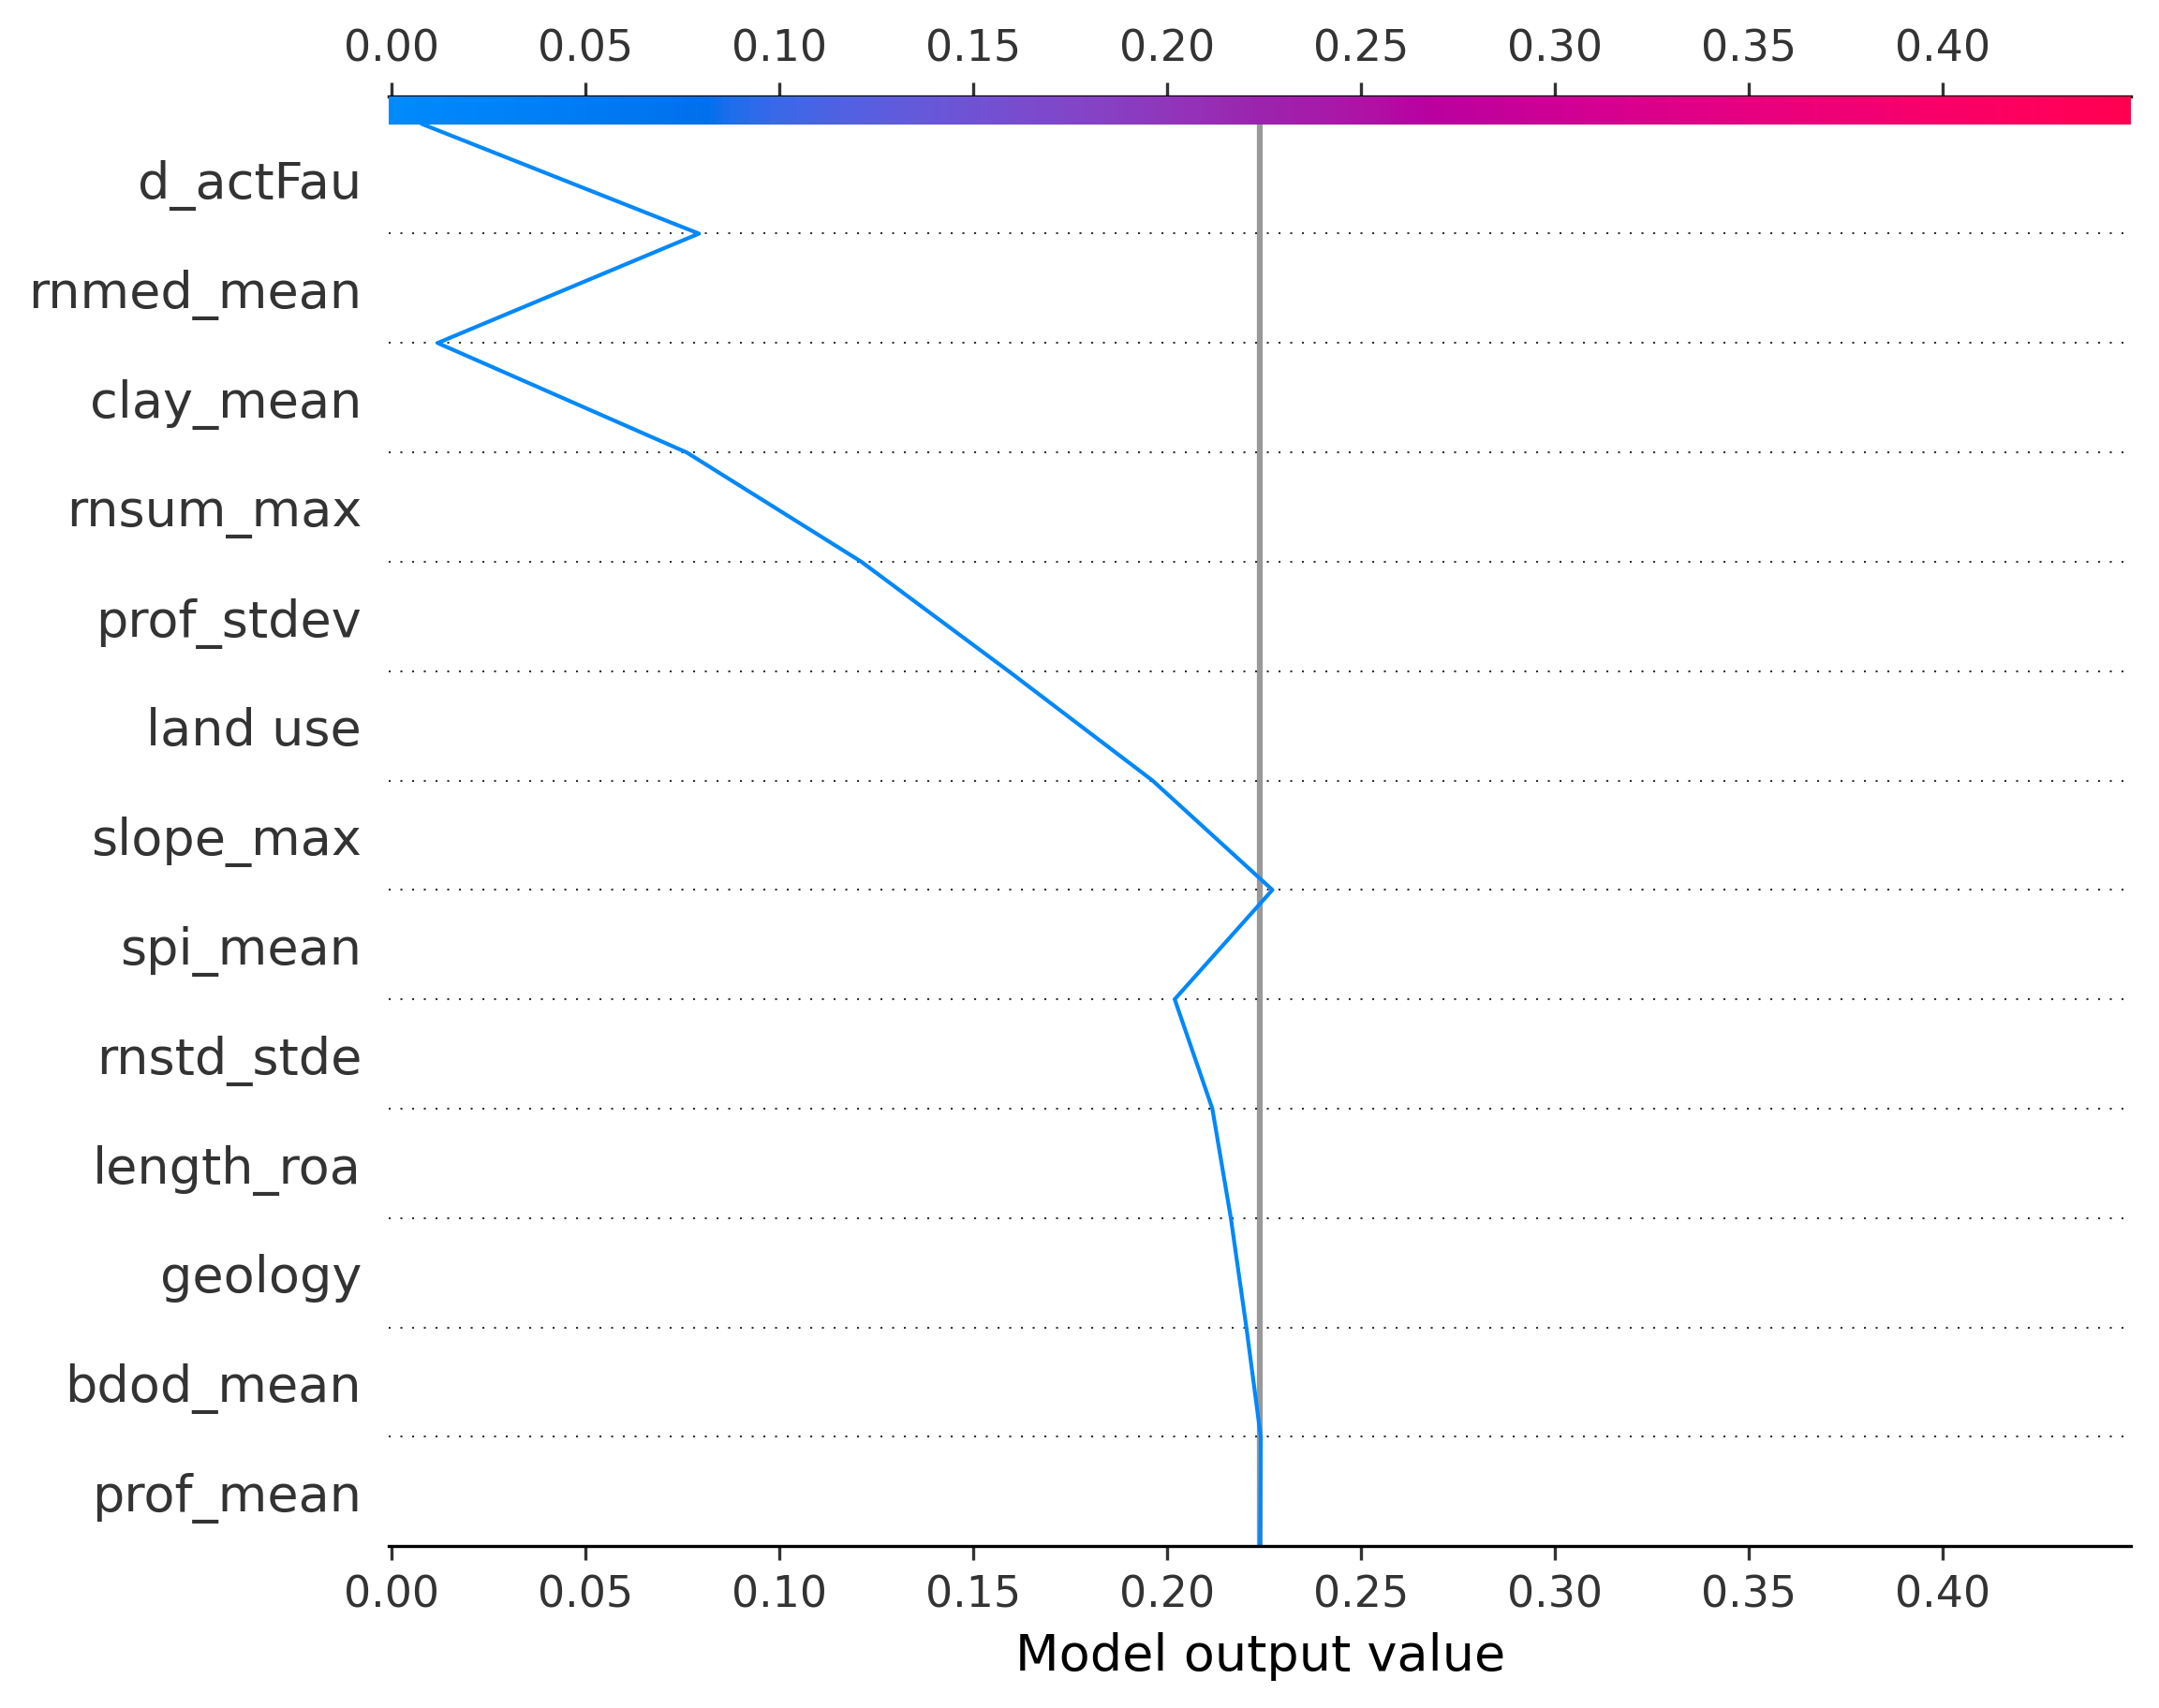 0.00 0.05 0.10 0.15 0.20 0.25 0.30 0.35 0.40
d_actFau
rnmed_mean
clay_mean
rnsum_max
prof_stdev
land use
slope_max
spi_mean
rnstd_stde
length_roa
geology
bdod_mean
prof_mean
0.00 0.05 0.10 0.15 0.20 0.25 0.30 0.35 0.40
Model output value